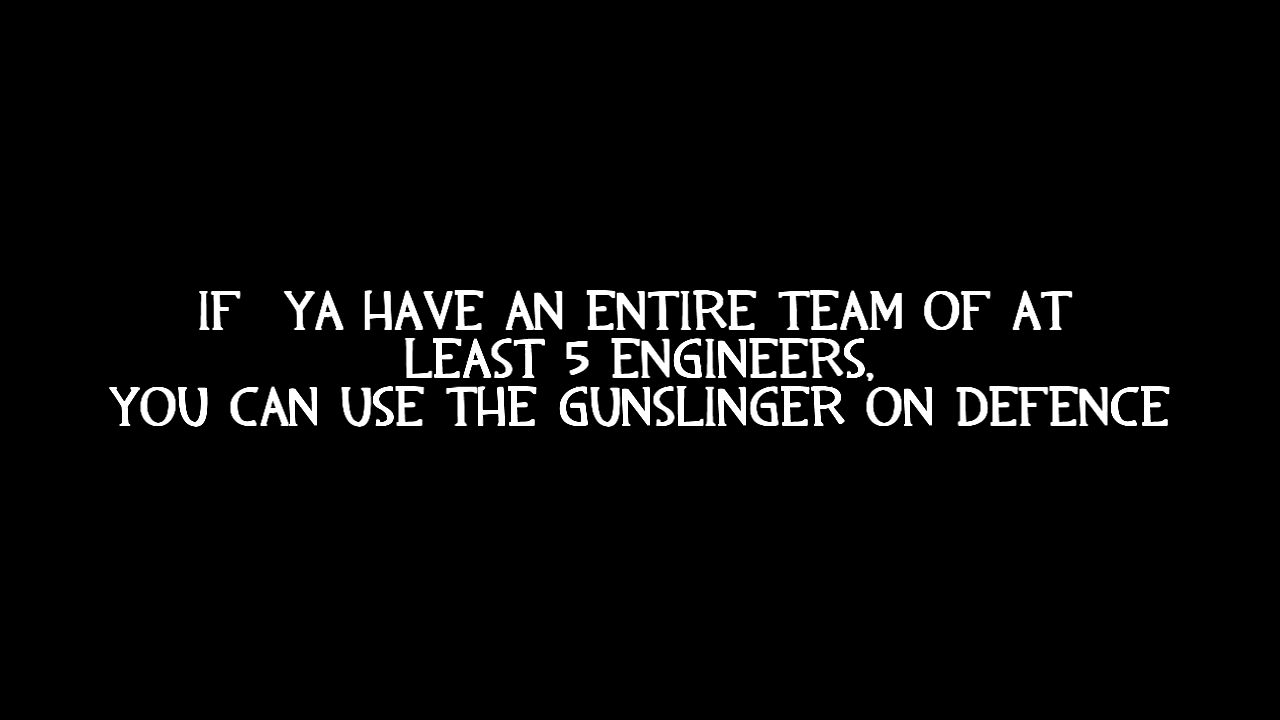 IF  YA HAVE AN ENTIRE TEAM OF AT
LEAST 5 ENGINEERS,
YOU CAN USE THE GUNSLINGER ON DEFENCE